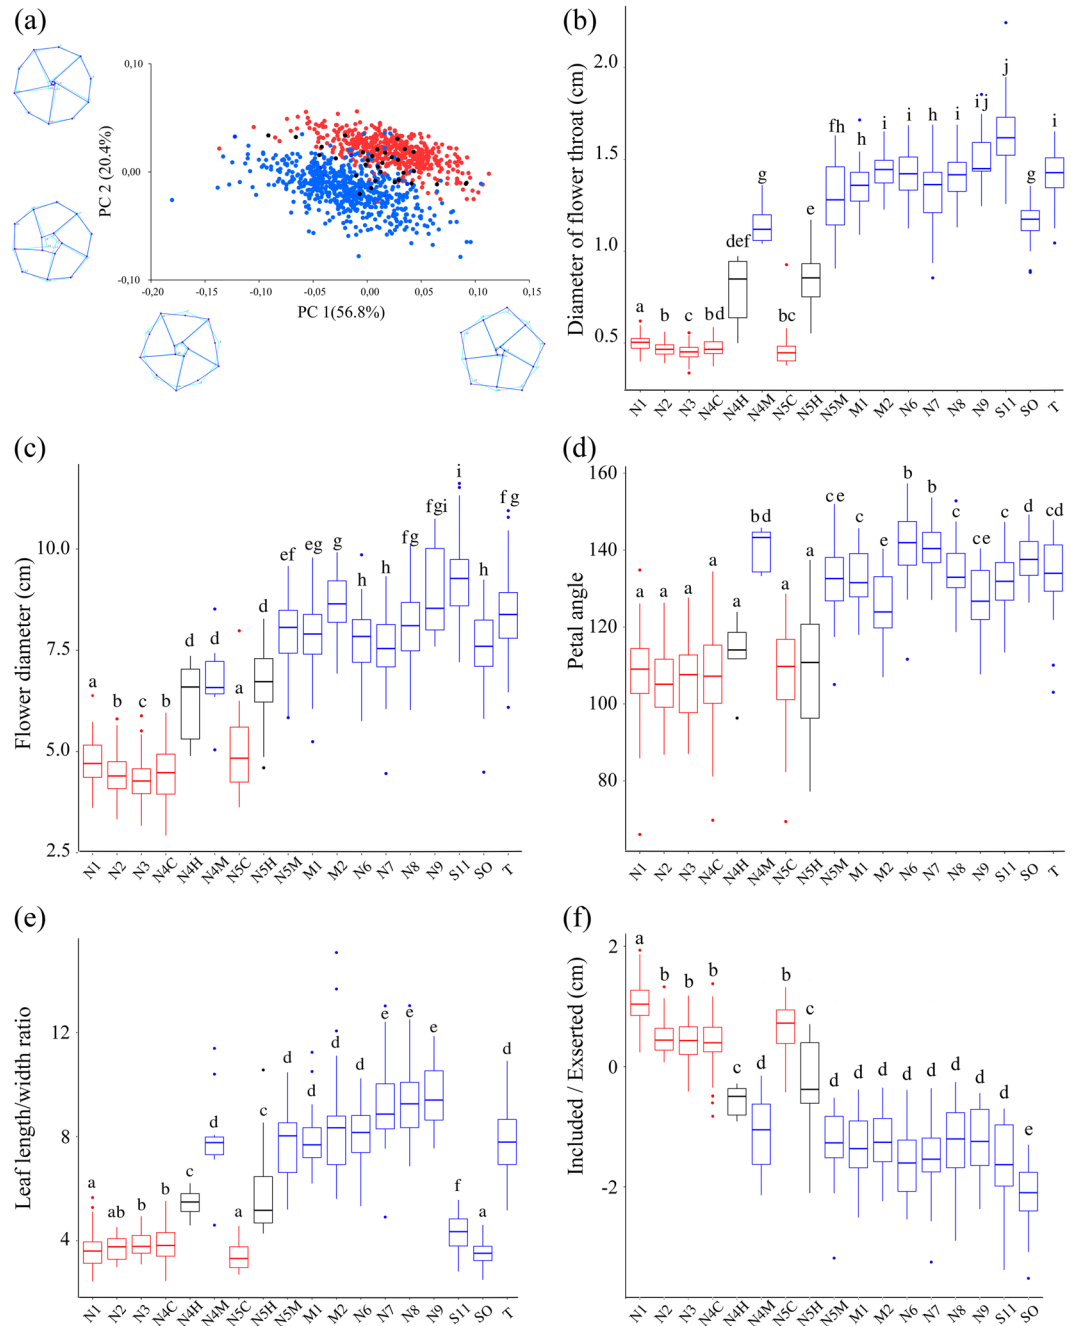 (a)
0,10
0,00
-0,10
PC 2 (20.4%)
-0,20 -0,15 -0,10 -0,05 0,00 0,05 0,10 0,15
PC 1(56.8%)
(b)
Diameter of flower throat (cm)
2.0
1.5
1.0
0.5
a b c bd def g bc e fh h i i h i ij j g i
N1 N2 N3 N4C N4H N4M N5C N5H N5M M1 M2 N6 N7 N8 N9 S11 SO T
(c)
Flower diameter (cm)
10.0
7.5
5.0
2.5
a b c b d d a d ef eg g h h fg fgi i h fg
N1 N2 N3 N4C N4H N4M N5C N5H N5M M1 M2 N6 N7 N8 N9 S11 SO T
(d)
Petal angle
160
140
120
100
80
a a a a a bd a a ce c e b b c ce c d cd
N1 N2 N3 N4C N4H N4M N5C N5H N5M M1 M2 N6 N7 N8 N9 S11 SO T
(e)
Leaf length/width ratio
12
8
4
a ab b b c d a c d d d d e e e f a d
N1 N2 N3 N4C N4H N4M N5C N5H N5M M1 M2 N6 N7 N8 N9 S11 SO T
(f)
Included / Exserted (cm)
2
0
-2
a b b b c d b c d d d d d d d d e
N1 N2 N3 N4C N4H N4M N5C N5H N5M M1 M2 N6 N7 N8 N9 S11 SO T